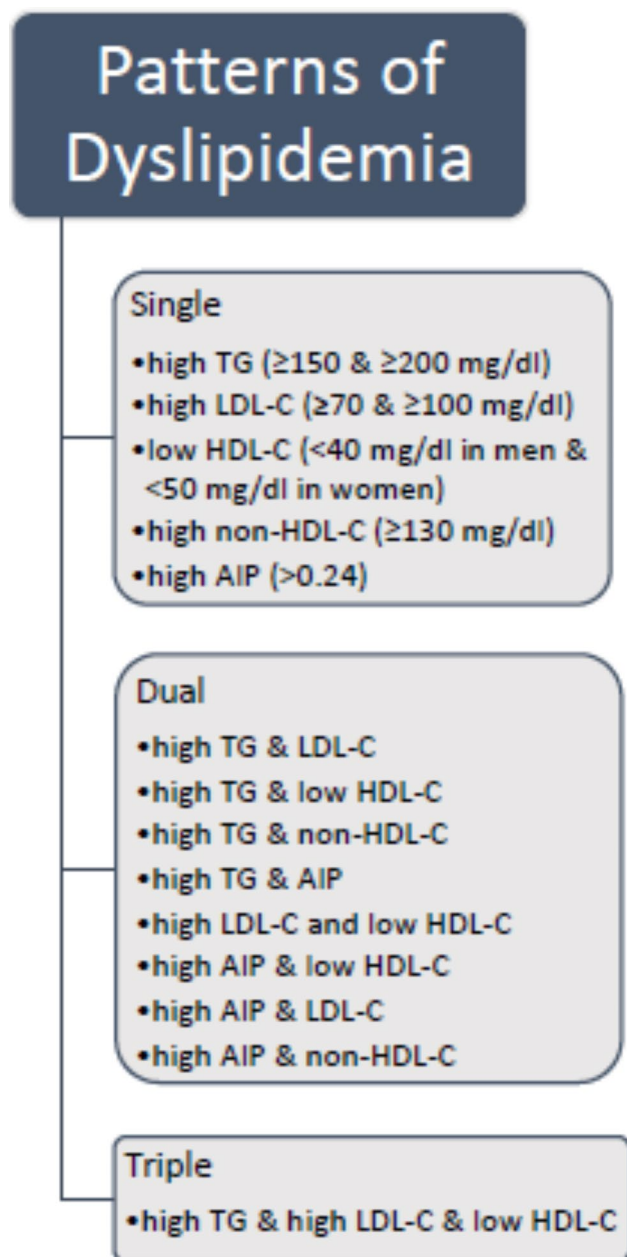 Patterns of
Dyslipidemia
Single
•high TG (≥150 & ≥200 mg/dl)
•high LDL-C (≥70 & ≥100 mg/dl)
•low HDL-C (<40 mg/dl in men &
<50 mg/dl in women)
•high non-HDL-C (≥130 mg/dl)
•high AIP (>0.24)
Dual
•high TG & LDL-C
•high TG & low HDL-C
•high TG & non-HDL-C
•high TG & AIP
•high LDL-C and low HDL-C
•high AIP & low HDL-C
•high AIP & LDL-C
•high AIP & non-HDL-C
Triple
•high TG & high LDL-C & low HDL-C